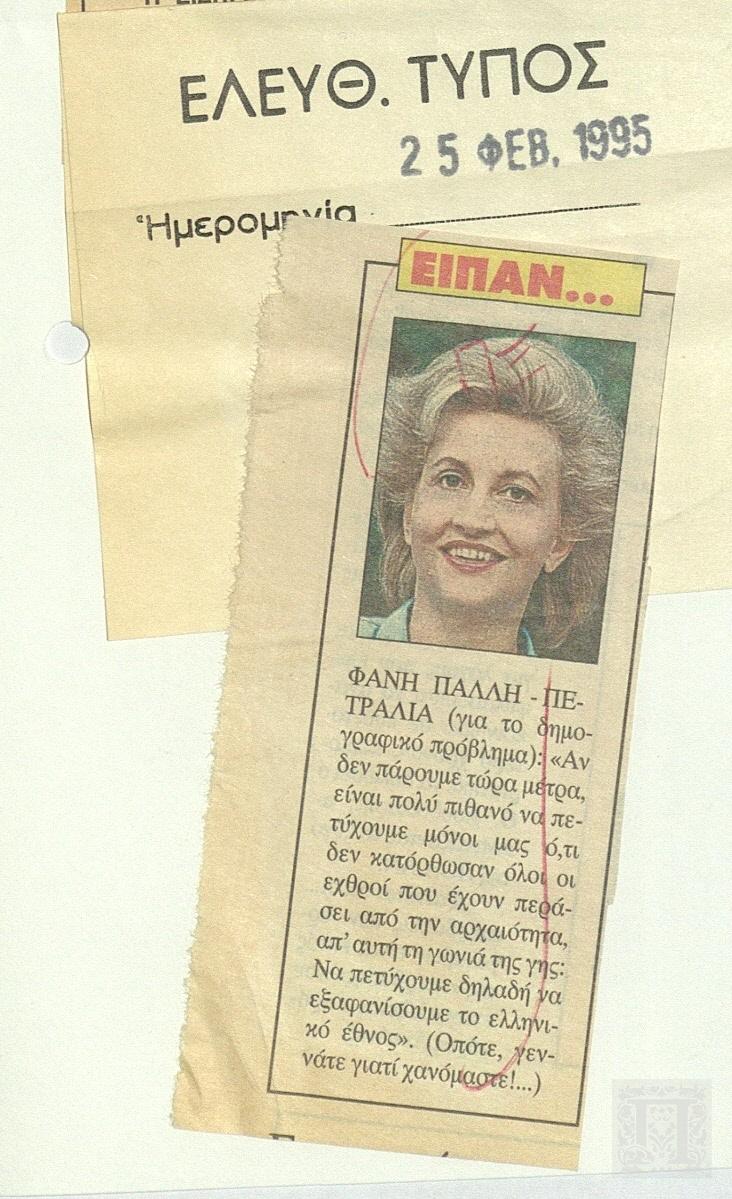 ΕΛΕΥΘ. ΤΥΠΟΣ
25 ΦΕΒ. 1995
Ἡμερομηνία
ΕΙΠΑΝ...
ΦΑΝΗ ΠΑΛΛΗ - ΠΕ-
ΤΡΑΛΙΑ (για το δημο-
γραφικό πρόβλημα): «Αν
δεν πάρουμε τώρα μέτρα,
είναι πολύ πιθανό να πε-
τύχουμε μόνοι μας ό,τι
δεν κατόρθωσαν όλοι οι
εχθροί που έχουν περά-
σει από την αρχαιότητα,
απ' αυτή τη γωνιά της γης:
Να πετύχουμε δηλαδή να
εξαφανίσουμε το ελληνι-
κό έθνος». (Οπότε, γεν-
νάτε γιατί χανόμαστε!...)